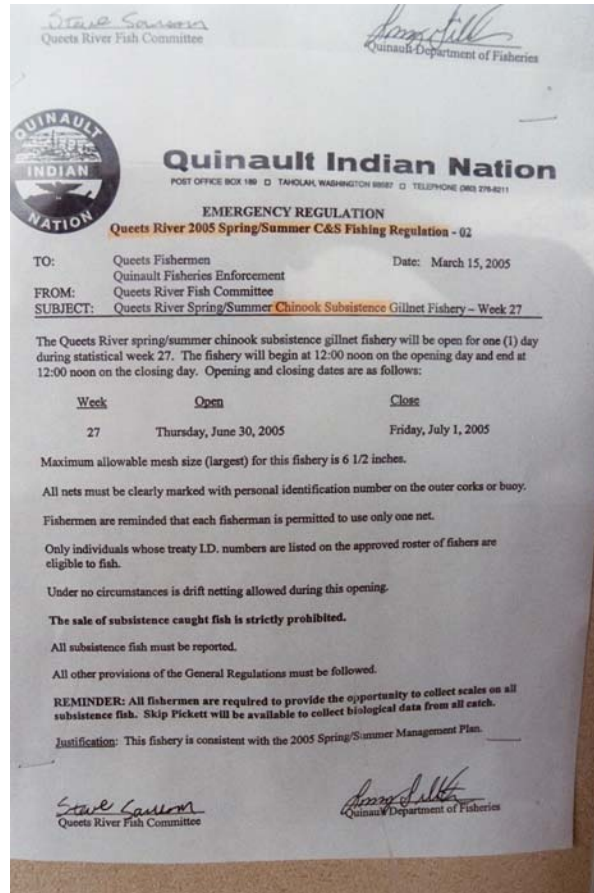 Steve Sansom
Queets River Fish Committee
Quinault Department of Fisheries
QUINAULT
INDIAN
NATION
Quinault Indian Nation
POST OFFICE BOX 189 □ TAHOLAH, WASHINGTON 98587 □ TELEPHONE (360) 276-8211
EMERGENCY REGULATION
Queets River 2005 Spring/Summer C&S Fishing Regulation - 02
TO: Queets Fishermen Date: March 15, 2005
Quinault Fisheries Enforcement
FROM: Queets River Fish Committee
SUBJECT: Queets River Spring/Summer Chinook Subsistence Gillnet Fishery – Week 27
The Queets River spring/summer chinook subsistence gillnet fishery will be open for one (1) day
during statistical week 27. The fishery will begin at 12:00 noon on the opening day and end at
12:00 noon on the closing day. Opening and closing dates are as follows:
Week Open Close
27 Thursday, June 30, 2005 Friday, July 1, 2005
Maximum allowable mesh size (largest) for this fishery is 6 1/2 inches.
All nets must be clearly marked with personal identification number on the outer corks or buoy.
Fishermen are reminded that each fisherman is permitted to use only one net.
Only individuals whose treaty I.D. numbers are listed on the approved roster of fishers are
eligible to fish.
Under no circumstances is drift netting allowed during this opening.
The sale of subsistence caught fish is strictly prohibited.
All subsistence fish must be reported.
All other provisions of the General Regulations must be followed.
REMINDER: All fishermen are required to provide the opportunity to collect scales on all
subsistence fish. Skip Pickett will be available to collect biological data from all catch.
Justification: This fishery is consistent with the 2005 Spring/Summer Management Plan.
Steve Sansom
Queets River Fish Committee
Quinault Department of Fisheries